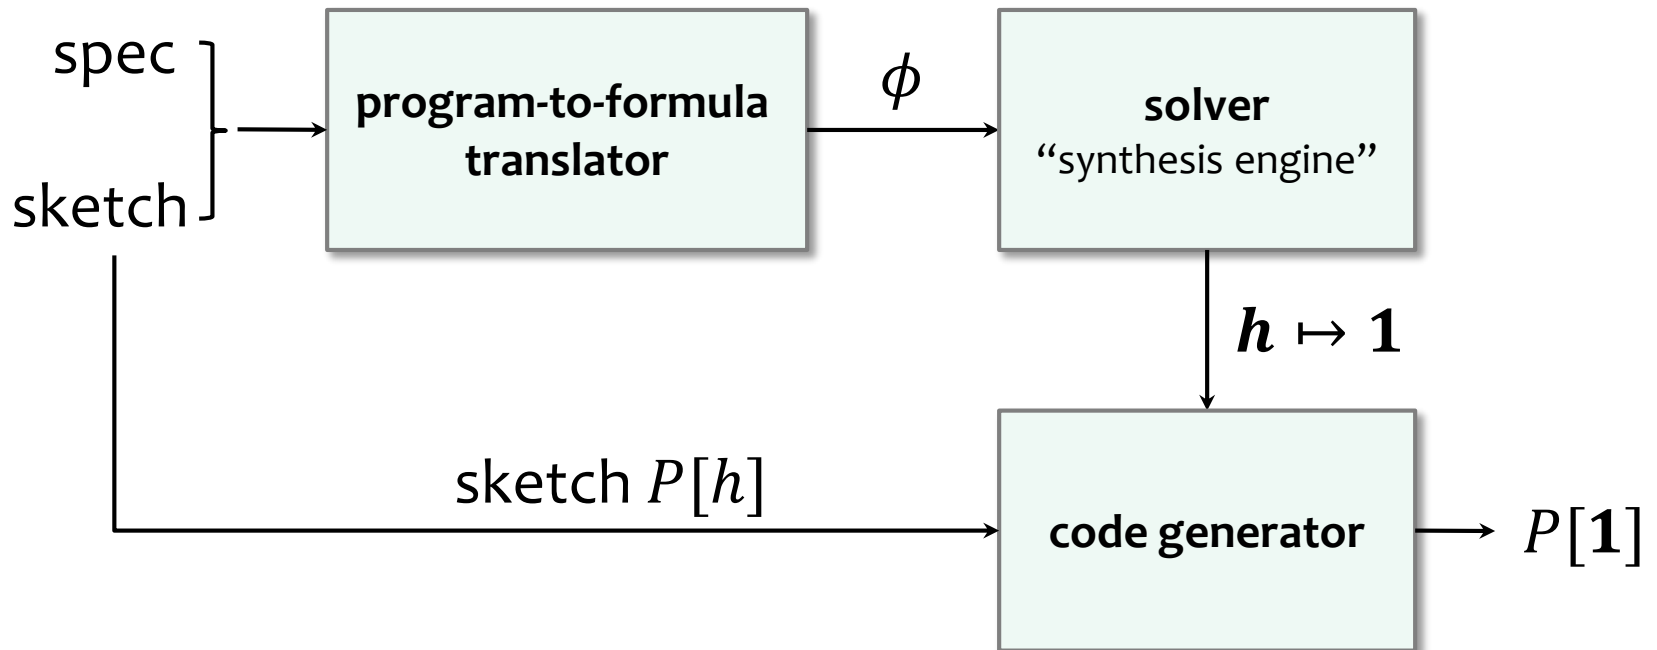 spec
sketch
program-to-formula
translator
ϕ
solver
“synthesis engine”
h ↦ 1
sketch P[h]
code generator
P[1]